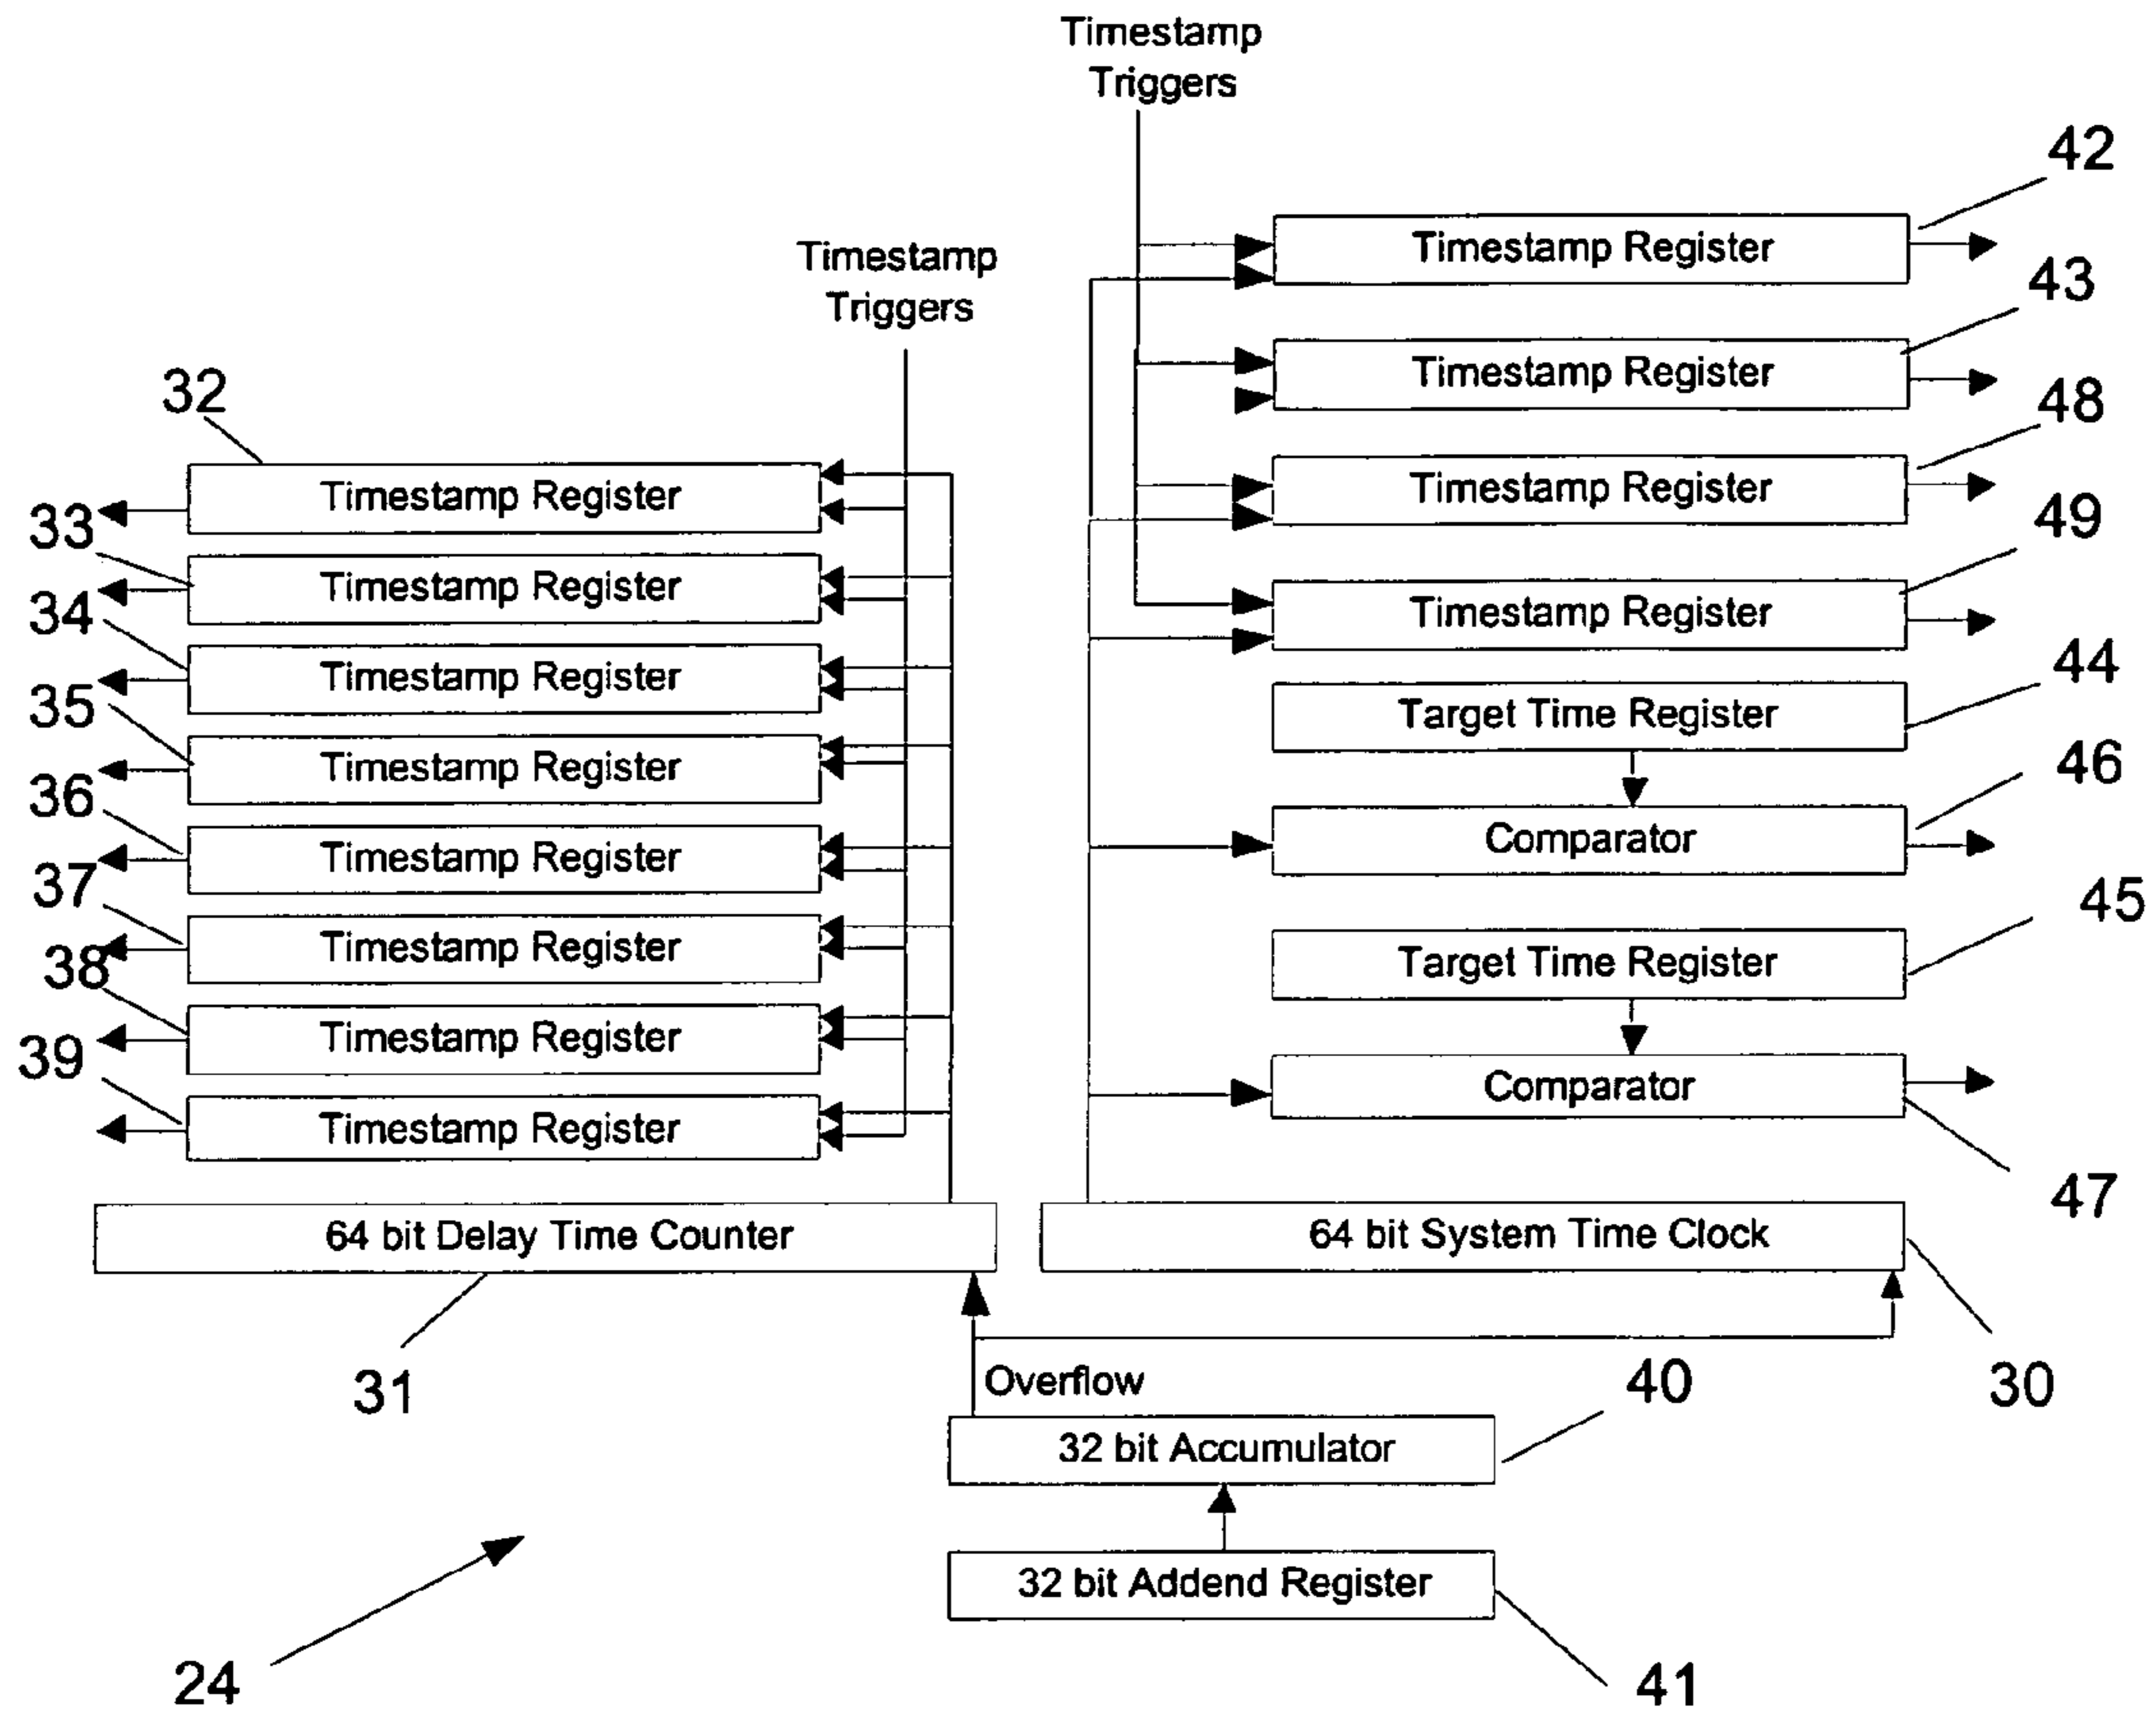 Timestamp
Triggers
42
Timestamp Register
43
Timestamp
Triggers
Timestamp Register
48
32
Timestamp Register
Timestamp Register
49
33
Timestamp Register
Timestamp Register
34
44
Timestamp Register
Target Time Register
35
46
Timestamp Register
36
Comparator
Timestamp Register
37
45
Timestamp Register
Target Time Register
38
Timestamp Register
39
Comparator
Timestamp Register
47
64 bit Delay Time Counter
64 bit System Time Clock
31
Overflow
40
30
32 bit Accumulator
32 bit Addend Register
24
41